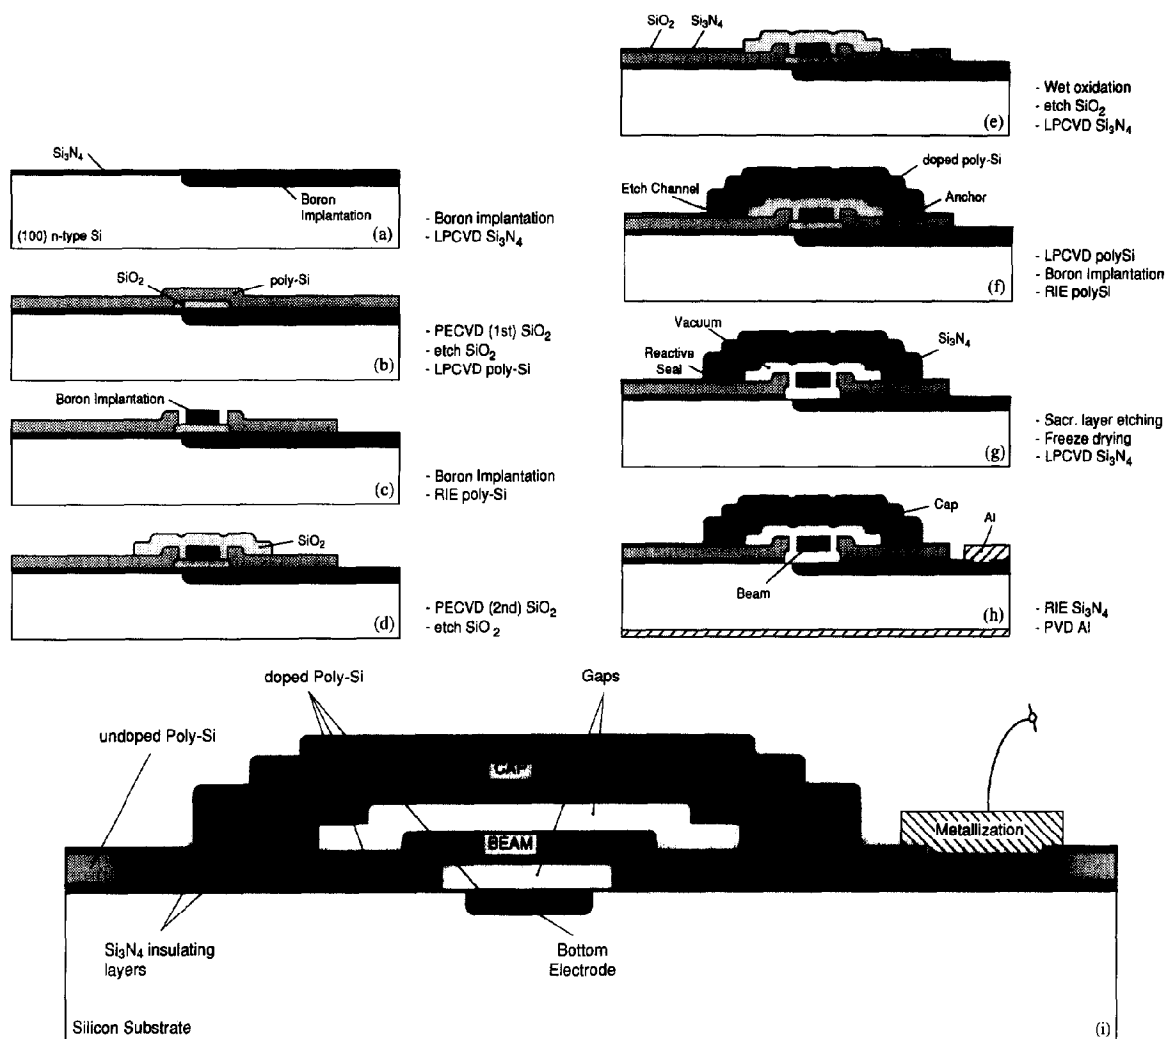 Si3N4
Boron
Implantation
(100) n-type Si
(a)
- Boron implantation
- LPCVD Si3N4
SiO2
poly-Si
(b)
- PECVD (1st) SiO2
- etch SiO2
- LPCVD poly-Si
Boron Implantation
(c)
- Boron Implantation
- RIE poly-Si
SiO2
(d)
- PECVD (2nd) SiO2
- etch SiO2
SiO2
Si3N4
(e)
- Wet oxidation
- etch SiO2
- LPCVD Si3N4
doped poly-Si
Etch Channel
Anchor
(f)
- LPCVD polySi
- Boron Implantation
- RIE polySi
Vacuum
Si3N4
Reactive
Seal
(g)
- Sacr. layer etching
- Freeze drying
- LPCVD Si3N4
Cap
Al
Beam
(h)
- RIE Si3N4
- PVD Al
doped Poly-Si
Gaps
undoped Poly-Si
CAP
Metallization
BEAM
Si3N4 insulating
layers
Bottom
Electrode
Silicon Substrate
(i)